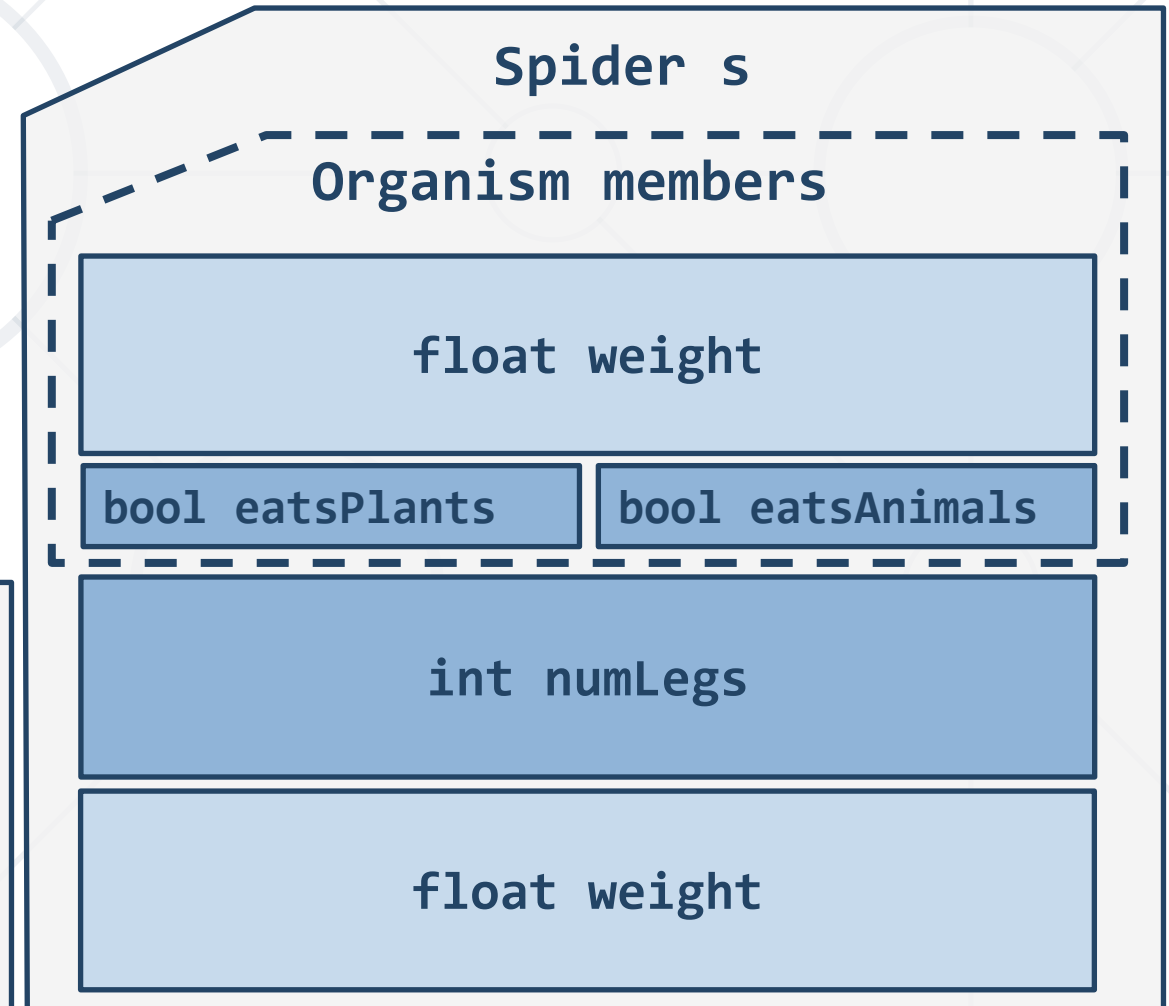 Spider s
Organism members
float weight
bool eatsPlants bool eatsAnimals
int numLegs
float weight